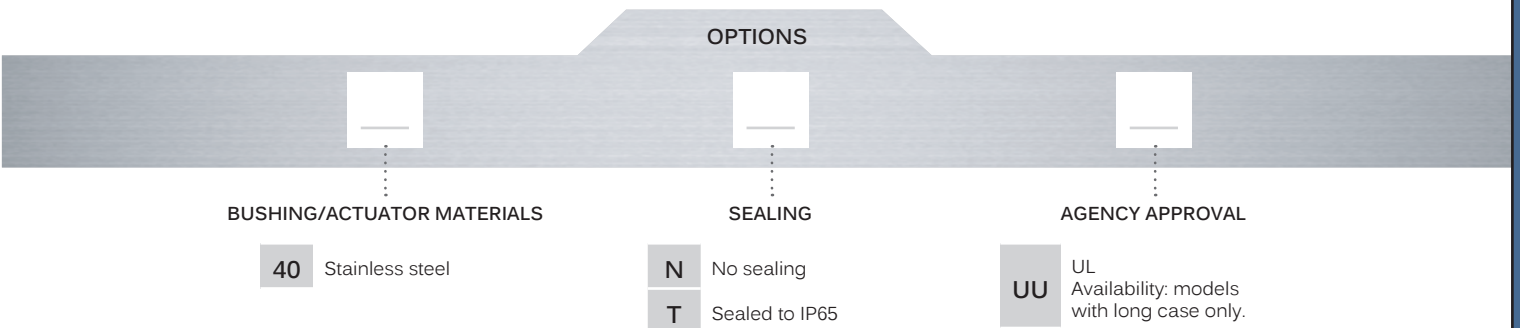 OPTIONS
BUSHING/ACTUATOR MATERIALS
40 Stainless steel
SEALING
N No sealing
T Sealed to IP65
AGENCY APPROVAL
UU
UL
Availability: models
with long case only.